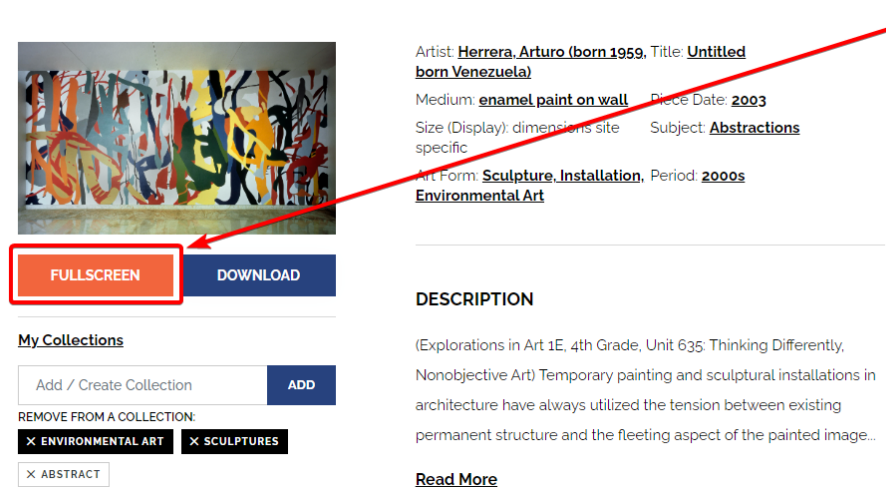 Artist: Herrera, Arturo (born 1959, born Venezuela)
Title: Untitled
Medium: enamel paint on wall
Piece Date: 2003
Size (Display): dimensions site specific
Subject: Abstractions
Art Form: Sculpture, Installation, Environmental Art
Period: 2000s
FULLSCREEN
DOWNLOAD
My Collections
Add / Create Collection
ADD
REMOVE FROM A COLLECTION:
X ENVIRONMENTAL ART
X SCULPTURES
X ABSTRACT
DESCRIPTION
(Explorations in Art 1E, 4th Grade, Unit 635: Thinking Differently,
Nonobjective Art) Temporary painting and sculptural installations in
architecture have always utilized the tension between existing
permanent structure and the fleeting aspect of the painted image...
Read More